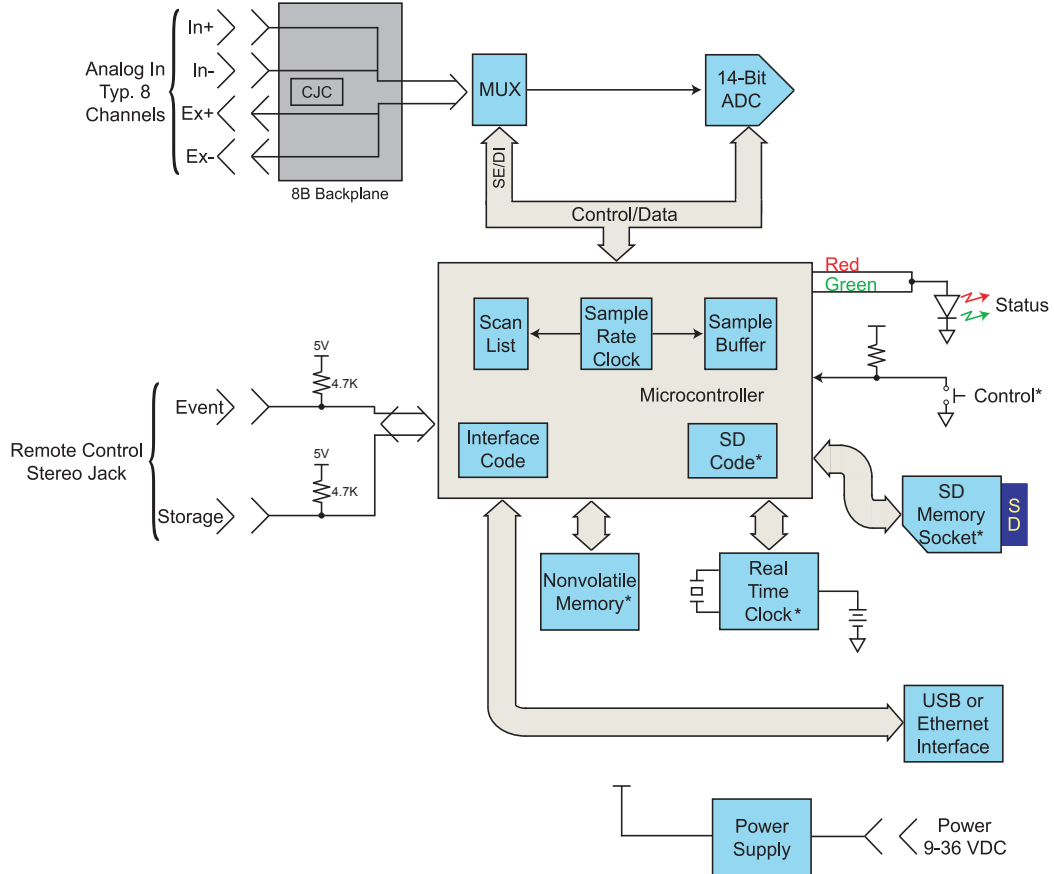 In+
In-
Ex+
Ex-
Analog In
Typ. 8
Channels
CJC
8B Backplane
MUX
14-Bit
ADC
SE/DI
Control/Data
Red
Green
Status
Scan
List
Sample
Rate
Clock
Sample
Buffer
Microcontroller
Control*
5V
4.7K
Event
Remote Control
Stereo Jack
5V
4.7K
Storage
Interface
Code
SD
Code*
SD
Memory
Socket*
SD
Nonvolatile
Memory*
Real
Time
Clock*
USB or
Ethernet
Interface
Power
Supply
Power
9-36 VDC